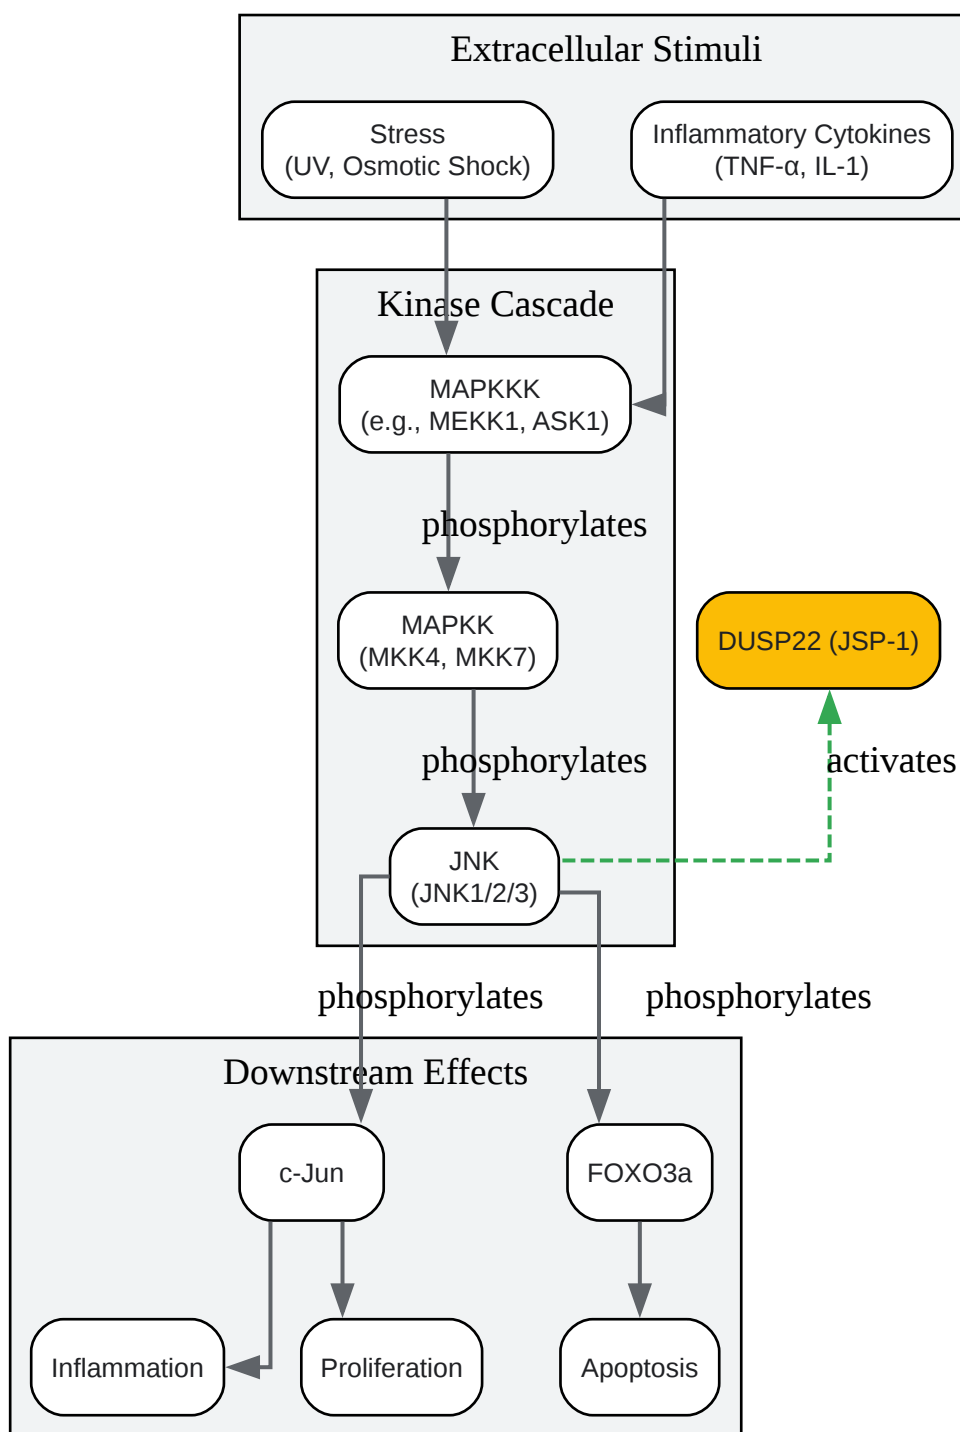 Extracellular Stimuli
Stress
(UV, Osmotic Shock)
Inflammatory Cytokines
(TNF-α, IL-1)
Kinase Cascade
MAPKKK
(e.g., MEKK1, ASK1)
phosphorylates
MAPKK
(MKK4, MKK7)
DUSP22 (JSP-1)
phosphorylates
activates
JNK
(JNK1/2/3)
phosphorylates
phosphorylates
Downstream Effects
c-Jun
FOXO3a
Inflammation
Proliferation
Apoptosis